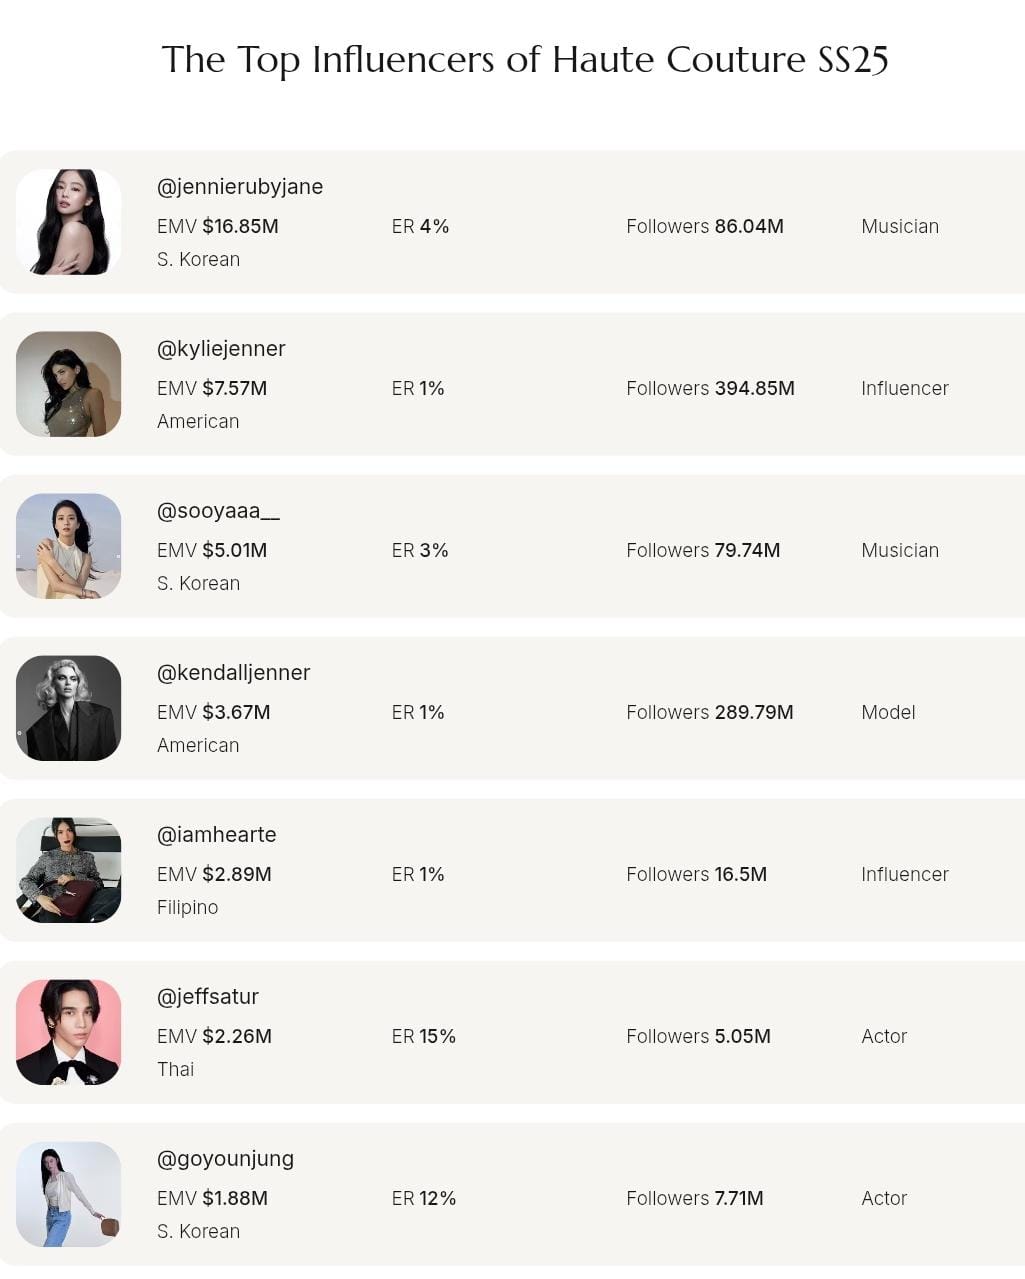 The Top Influencers of Haute Couture SS25
@jennierubyjane
EMV $16.85M ER 4% Followers 86.04M Musician
S. Korean
@kyliejenner
EMV $7.57M ER 1% Followers 394.85M Influencer
American
@sooyaaa__
EMV $5.01M ER 3% Followers 79.74M Musician
S. Korean
@kendalljenner
EMV $3.67M ER 1% Followers 289.79M Model
American
@iamhearte
EMV $2.89M ER 1% Followers 16.5M Influencer
Filipino
@jeffsatur
EMV $2.26M ER 15% Followers 5.05M Actor
Thai
@goyounjung
EMV $1.88M ER 12% Followers 7.71M Actor
S. Korean